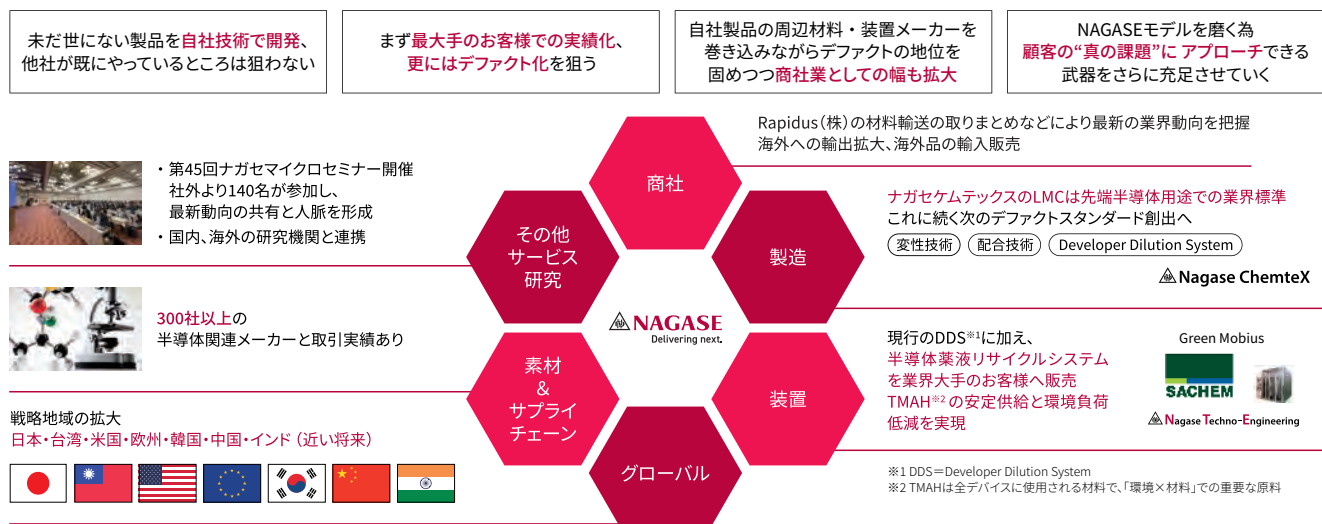 未だ世にない製品を自社技術で開発、
他社が既にやっているところは狙わない
まず最大手のお客様での実績化、
更にはデファクト化を狙う
自社製品の周辺材料・装置メーカーを
巻き込みながらデファクトの地位を
固めつつ商社業としての幅も拡大
NAGASEモデルを磨く為
顧客の“真の課題”に アプローチできる
武器をさらに充足させていく
商社
Rapidus（株）の材料輸送の取りまとめなどにより最新の業界動向を把握
海外への輸出拡大、海外品の輸入販売
・第45回ナガセマイクロセミナー開催
社外より140名が参加し、
最新動向の共有と人脈を形成
・国内、海外の研究機関と連携
その他
サービス
研究
製造
ナガセケムテックスのLMCは先端半導体用途での業界標準
これに続く次のデファクトスタンダード創出へ
変性技術 配合技術 Developer Dilution System
Nagase ChemteX
300社以上の
半導体関連メーカーと取引実績あり
NAGASE
Delivering next.
素材
&
サプライ
チェーン
装置
現行のDDS※1に加え、
半導体薬液リサイクルシステム
を業界大手のお客様へ販売
TMAH※2 の安定供給と環境負荷
低減を実現
Green Mobius
SACHEM
Nagase Techno-Engineering
戦略地域の拡大
日本・台湾・米国・欧州・韓国・中国・インド（近い将来）
グローバル
※1 DDS＝Developer Dilution System
※2 TMAHは全デバイスに使用される材料で、「環境×材料」での重要な原料